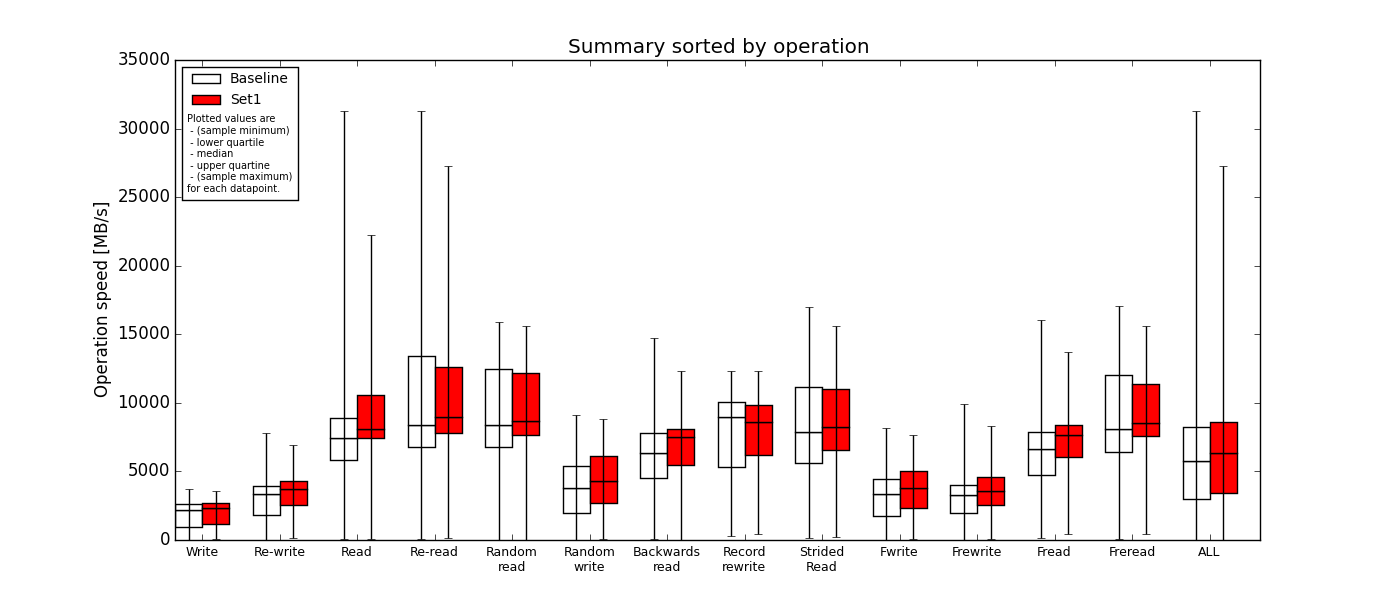 Summary sorted by operation
35000
30000
25000
20000
15000
10000
5000
0
Operation speed [MB/s]
Baseline
Set1
Plotted values are
- (sample minimum)
- lower quartile
- median
- upper quartine
- (sample maximum)
for each datapoint.
Write
Re-write
Read
Re-read
Random
read
Random
write
Backwards
read
Record
rewrite
Strided
Read
Fwrite
Frewrite
Fread
Freread
ALL